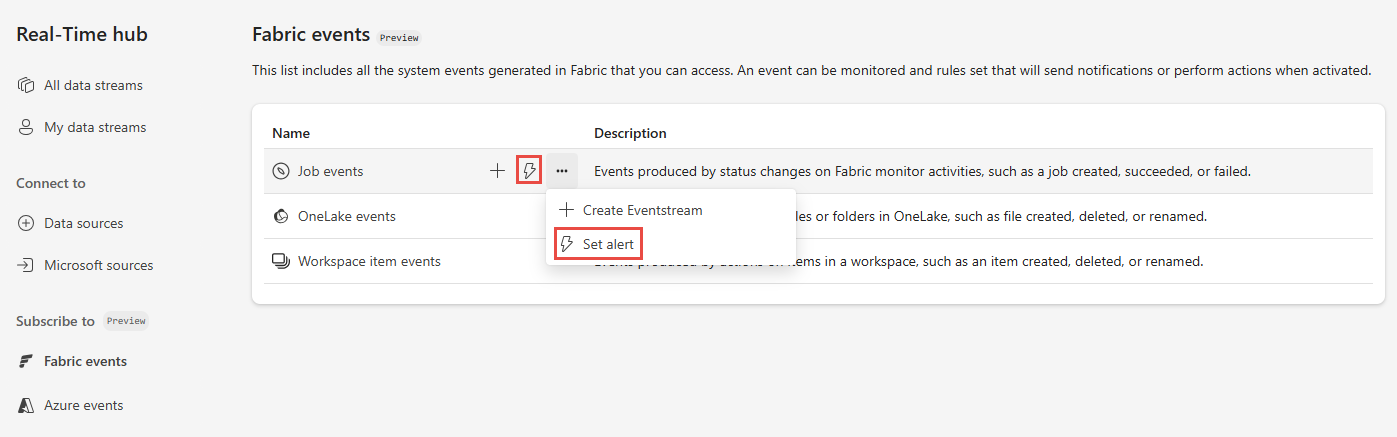 Real-Time hub
All data streams
My data streams
Connect to
Data sources
Microsoft sources
Subscribe to Preview
Fabric events
Azure events
Fabric events Preview
This list includes all the system events generated in Fabric that you can access. An event can be monitored and rules set that will send notifications or perform actions when activated.
Name Description
Job events Events produced by status changes on Fabric monitor activities, such as a job created, succeeded, or failed.
Create Eventstream
Set alert
OneLake events or folders in OneLake, such as file created, deleted, or renamed.
Workspace item events items in a workspace, such as an item created, deleted, or renamed.